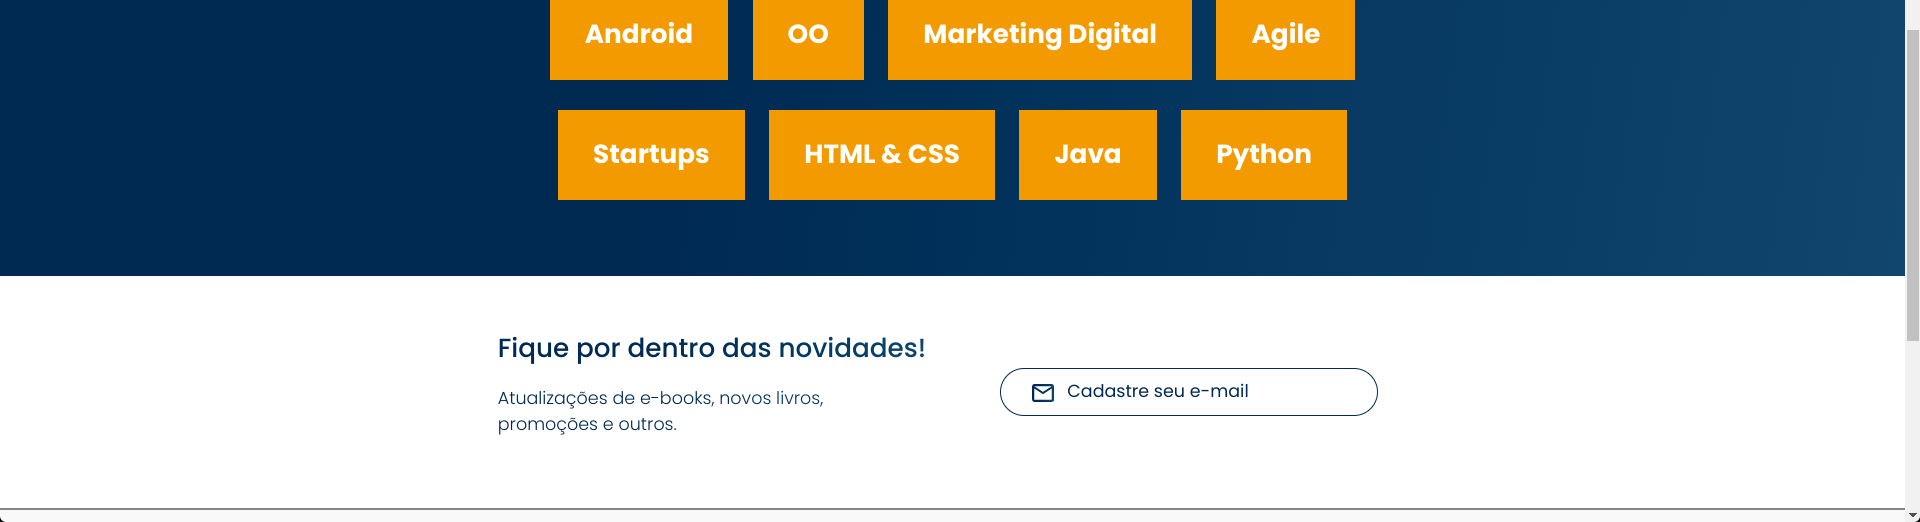 Android OO Marketing Digital Agile
Startups HTML & CSS Java Python
Fique por dentro das novidades!
Atualizações de e-books, novos livros,
promoções e outros.
Cadastre seu e-mail